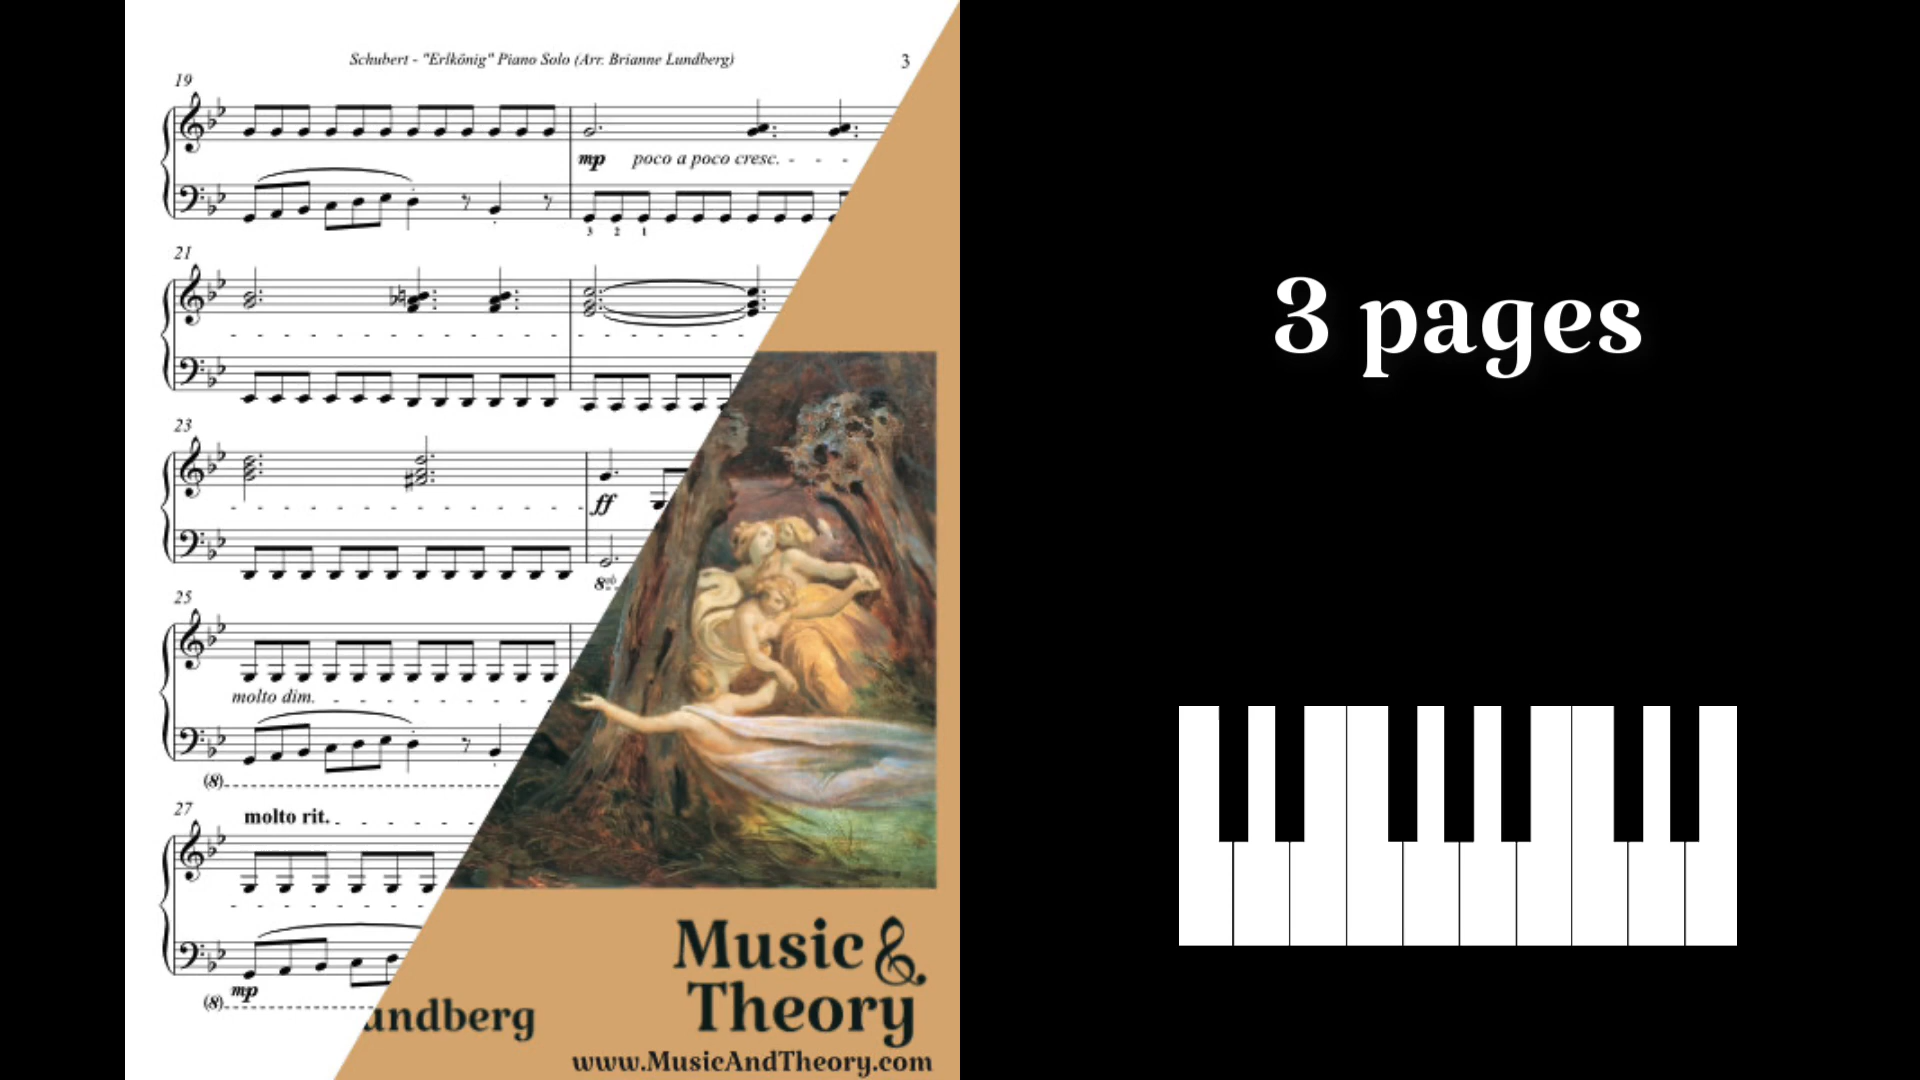 Schubert - "Erlkönig" Piano Solo (Arr. Brianne Lundberg)
3
19
mp poco a poco cresc.
3 2 1
21
23
ff
8vb
25
molto dim.
(8)
27
molto rit.
mp
(8)
undberg
Music &
Theory
www.MusicAndTheory.com
3 pages